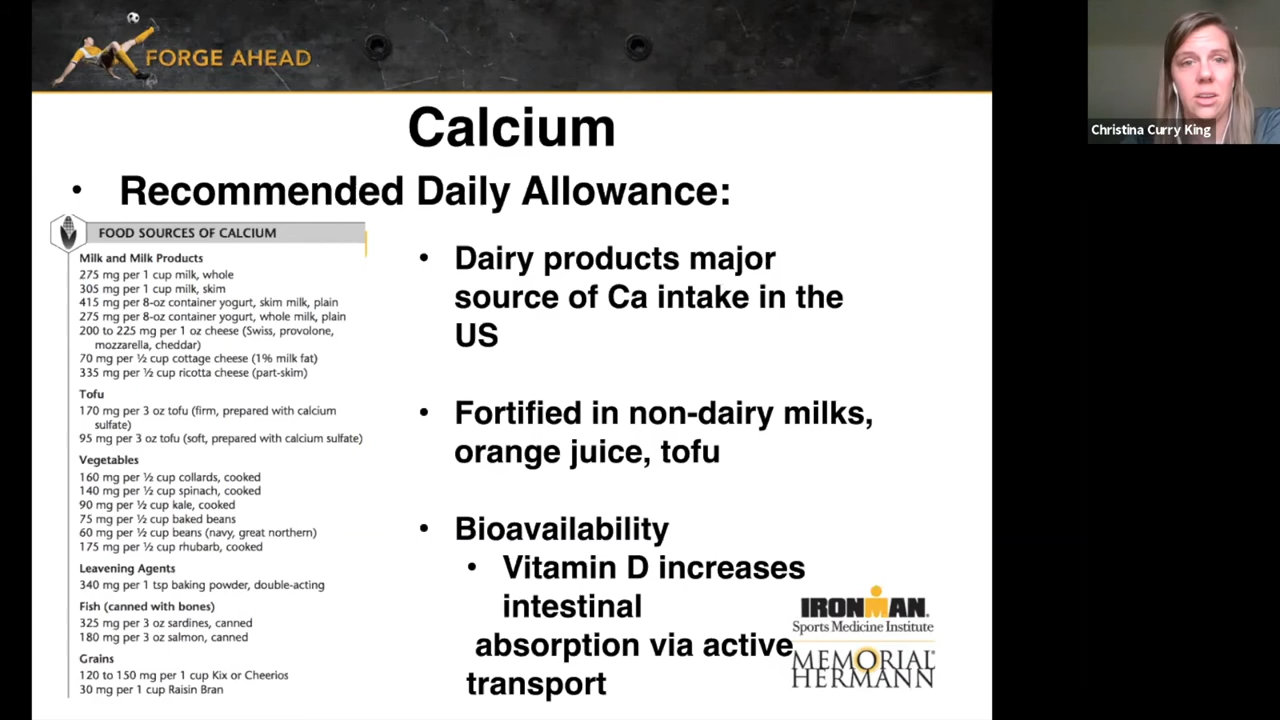 FORGE AHEAD
Calcium
• Recommended Daily Allowance:
FOOD SOURCES OF CALCIUM
Milk and Milk Products
275 mg per 1 cup milk, whole
305 mg per 1 cup milk, skim
415 mg per 8-oz container yogurt, skim milk, plain
275 mg per 8-oz container yogurt, whole milk, plain
200 to 225 mg per 1 oz cheese (Swiss, provolone,
mozzarella, cheddar)
70 mg per ½ cup cottage cheese (1% milk fat)
335 mg per ½ cup ricotta cheese (part-skim)
Tofu
170 mg per 3 oz tofu (firm, prepared with calcium
sulfate)
95 mg per 3 oz tofu (soft, prepared with calcium sulfate)
Vegetables
160 mg per ½ cup collards, cooked
140 mg per ½ cup spinach, cooked
90 mg per ½ cup kale, cooked
75 mg per ½ cup baked beans
60 mg per ½ cup beans (navy, great northern)
175 mg per ½ cup rhubarb, cooked
Leavening Agents
340 mg per 1 tsp baking powder, double-acting
Fish (canned with bones)
325 mg per 3 oz sardines, canned
180 mg per 3 oz salmon, canned
Grains
120 to 150 mg per 1 cup Kix or Cheerios
30 mg per 1 cup Raisin Bran
• Dairy products major
source of Ca intake in the
US
• Fortified in non-dairy milks,
orange juice, tofu
• Bioavailability
• Vitamin D increases
intestinal
absorption via active
transport
IRONMAN
Sports Medicine Institute
MEMORIAL
HERMANN
Christina Curry King